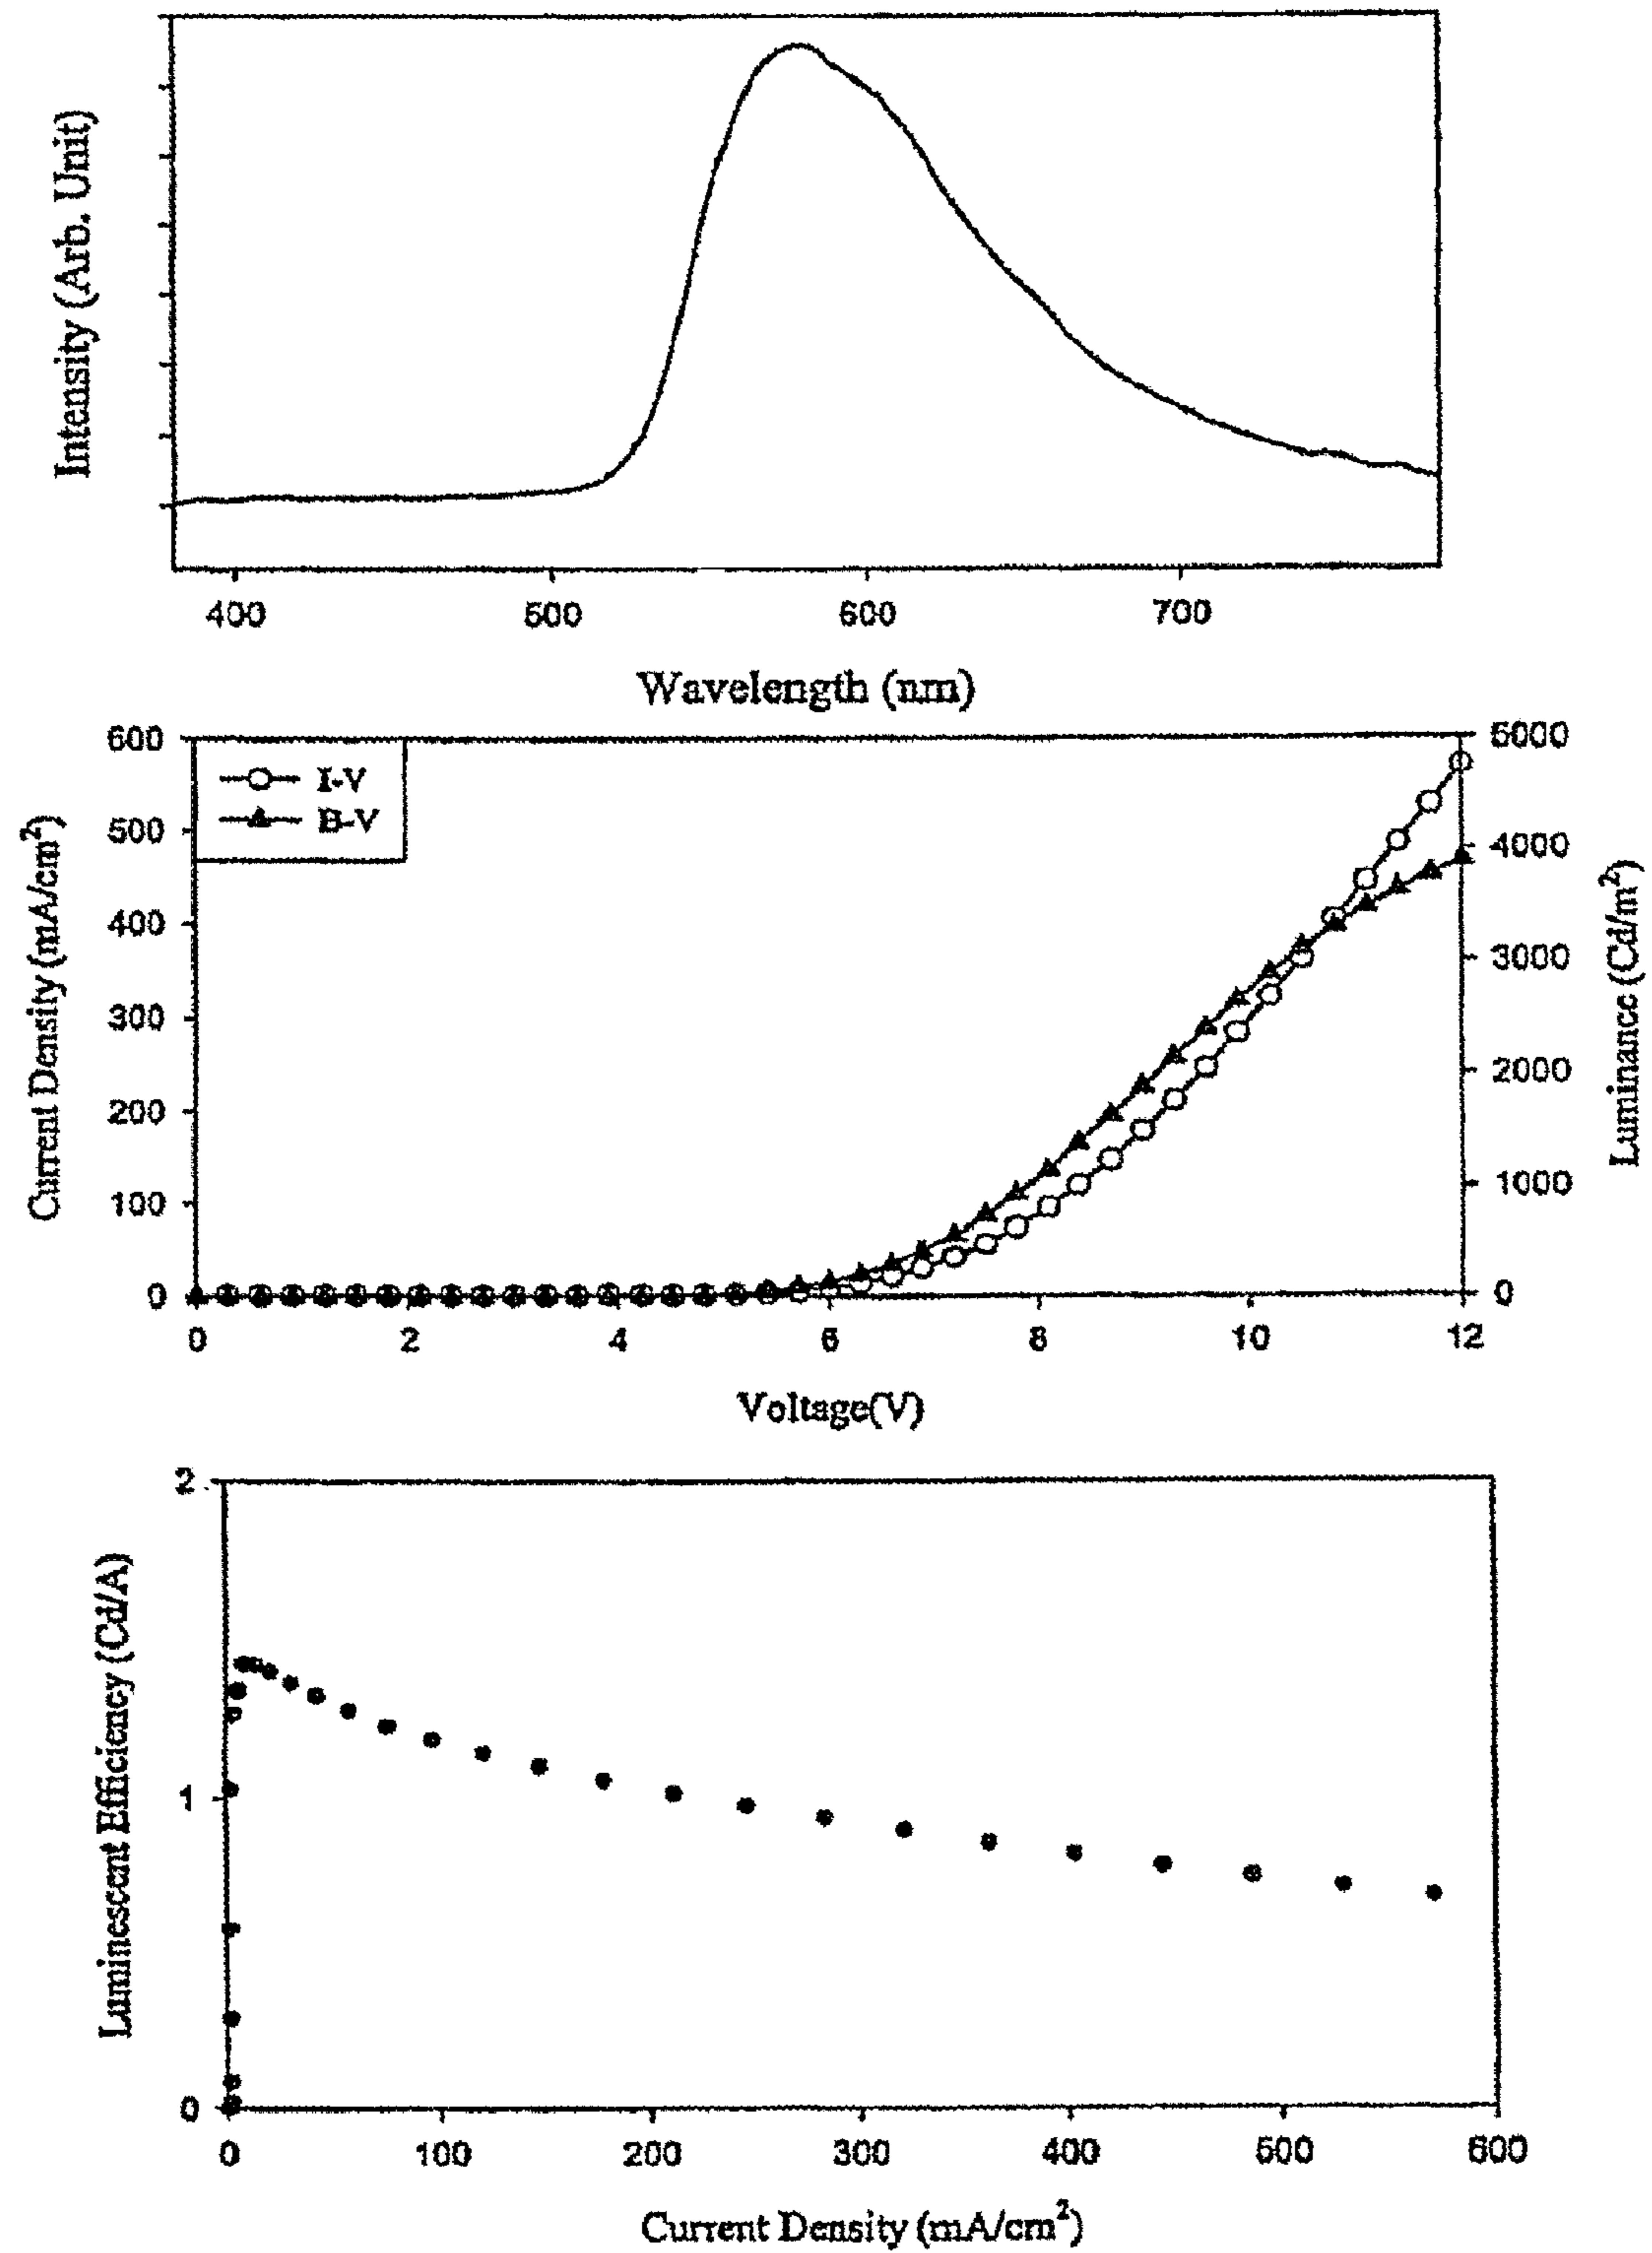 Intensity (Arb. Unit)
400 500 600 700
Wavelength (nm)
600
500
400
300
200
100
0
Current Density (mA/cm²)
I-V
B-V
5000
4000
3000
2000
1000
0
Luminance (Cd/m²)
0 2 4 6 8 10 12
Voltage(V)
2
1
0
Luminescent Efficiency (Cd/A)
0 100 200 300 400 500 600
Current Density (mA/cm²)